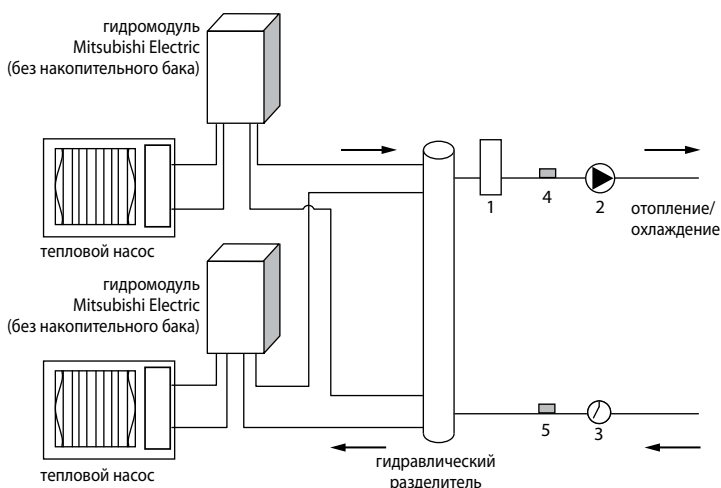 гидромодуль
Mitsubishi Electric
(без накопительного бака)
тепловой насос
гидромодуль
Mitsubishi Electric
(без накопительного бака)
тепловой насос
1
4
2
отопление/
охлаждение
5
3
гидравлический
разделитель